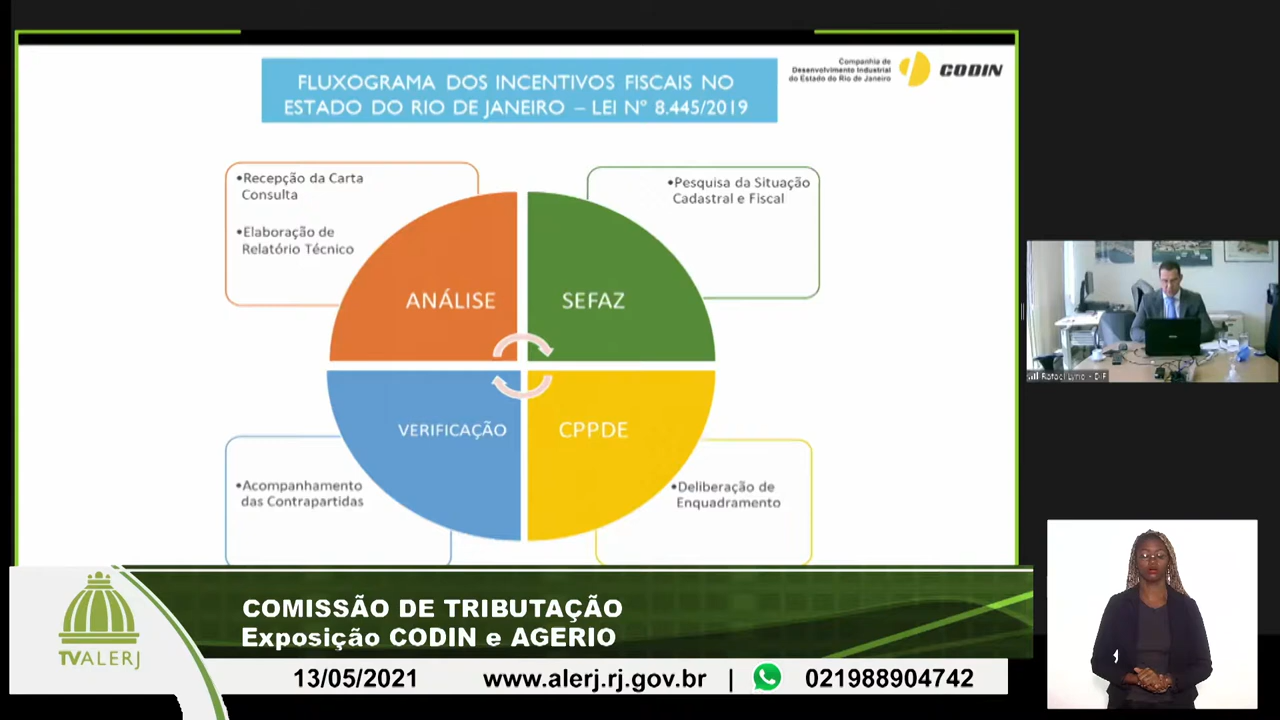 FLUXOGRAMA DOS INCENTIVOS FISCAIS NO
ESTADO DO RIO DE JANEIRO – LEI Nº 8.445/2019
Companhia de
Desenvolvimento Industrial
do Estado do Rio de Janeiro
CODIN
•Recepção da Carta
Consulta
•Elaboração de
Relatório Técnico
•Pesquisa da Situação
Cadastral e Fiscal
ANÁLISE
SEFAZ
VERIFICAÇÃO
CPPDE
•Acompanhamento
das Contrapartidas
•Deliberação de
Enquadramento
COMISSÃO DE TRIBUTAÇÃO
Exposição CODIN e AGERIO
TVALERJ
13/05/2021 www.alerj.rj.gov.br | 021988904742